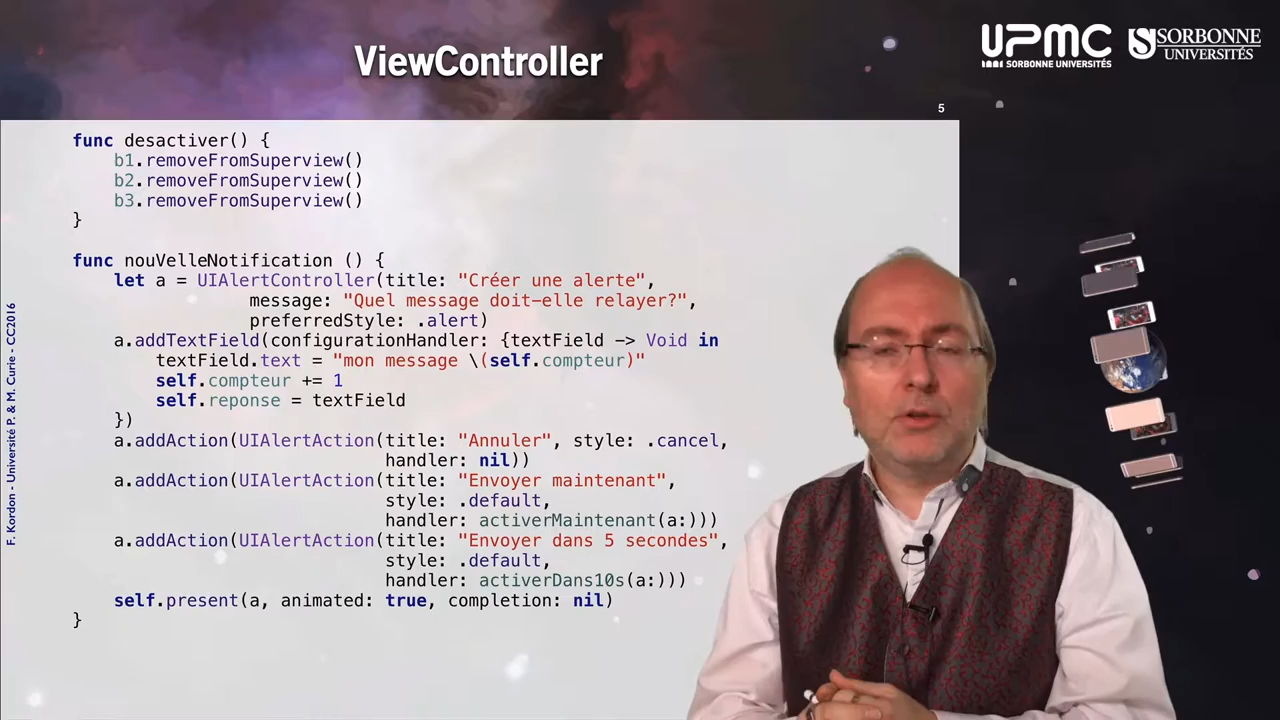 ViewController
UPMC
SORBONNE UNIVERSITÉS
SORBONNE
UNIVERSITÉS
5
func desactiver() {
    b1.removeFromSuperview()
    b2.removeFromSuperview()
    b3.removeFromSuperview()
}
func nouVelleNotification () {
    let a = UIAlertController(title: "Créer une alerte",
                 message: "Quel message doit-elle relayer?",
                 preferredStyle: .alert)
    a.addTextField(configurationHandler: {textField -> Void in
        textField.text = "mon message \(self.compteur)"
        self.compteur += 1
        self.reponse = textField
    })
    a.addAction(UIAlertAction(title: "Annuler", style: .cancel,
                              handler: nil))
    a.addAction(UIAlertAction(title: "Envoyer maintenant",
                              style: .default,
                              handler: activerMaintenant(a:)))
    a.addAction(UIAlertAction(title: "Envoyer dans 5 secondes",
                              style: .default,
                              handler: activerDans10s(a:)))
    self.present(a, animated: true, completion: nil)
}
F. Kordon - Université P. & M. Curie - CC2016